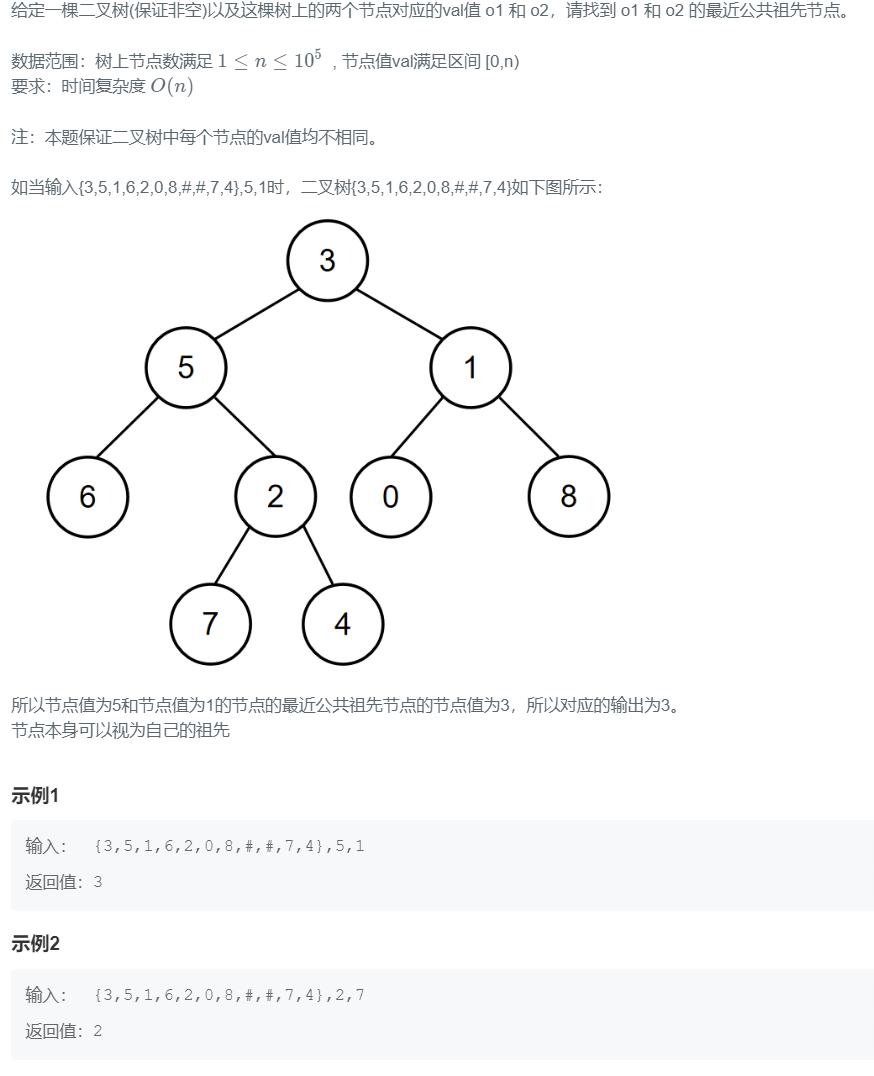 给定一棵二叉树(保证非空)以及这棵树上的两个节点对应的val值 o1 和 o2，请找到 o1 和 o2 的最近公共祖先节点。
数据范围：树上节点数满足 1 ≤ n ≤ 10⁵ , 节点值val满足区间 [0,n)
要求：时间复杂度 O(n)
注：本题保证二叉树中每个节点的val值均不相同。
如当输入{3,5,1,6,2,0,8,#,#,7,4},5,1时，二叉树{3,5,1,6,2,0,8,#,#,7,4}如下图所示：
3
5 1
6 2 0 8
7 4
所以节点值为5和节点值为1的节点的最近公共祖先节点的节点值为3，所以对应的输出为3。
节点本身可以视为自己的祖先
示例1
输入： {3,5,1,6,2,0,8,#,#,7,4},5,1
返回值：3
示例2
输入： {3,5,1,6,2,0,8,#,#,7,4},2,7
返回值：2